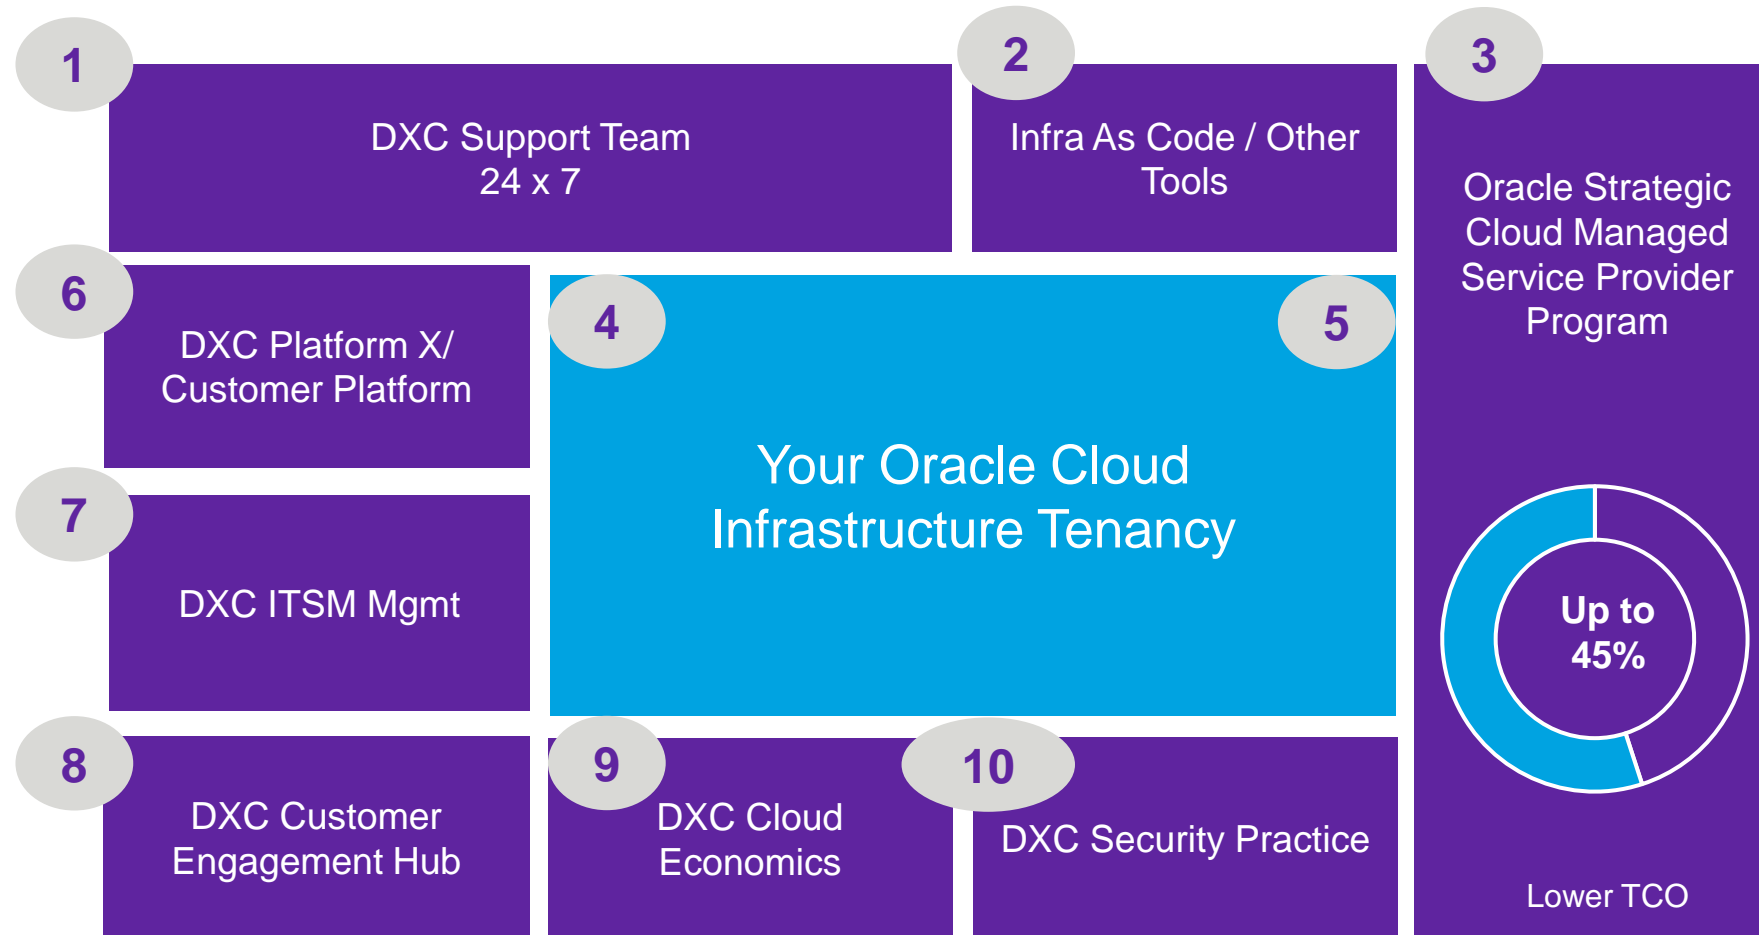 1
DXC Support Team
24 x 7
2
Infra As Code / Other
Tools
3
Oracle Strategic
Cloud Managed
Service Provider
Program
Up to
45%
Lower TCO
6
DXC Platform X/
Customer Platform
4
5
Your Oracle Cloud
Infrastructure Tenancy
7
DXC ITSM Mgmt
8
DXC Customer
Engagement Hub
9
DXC Cloud
Economics
10
DXC Security Practice